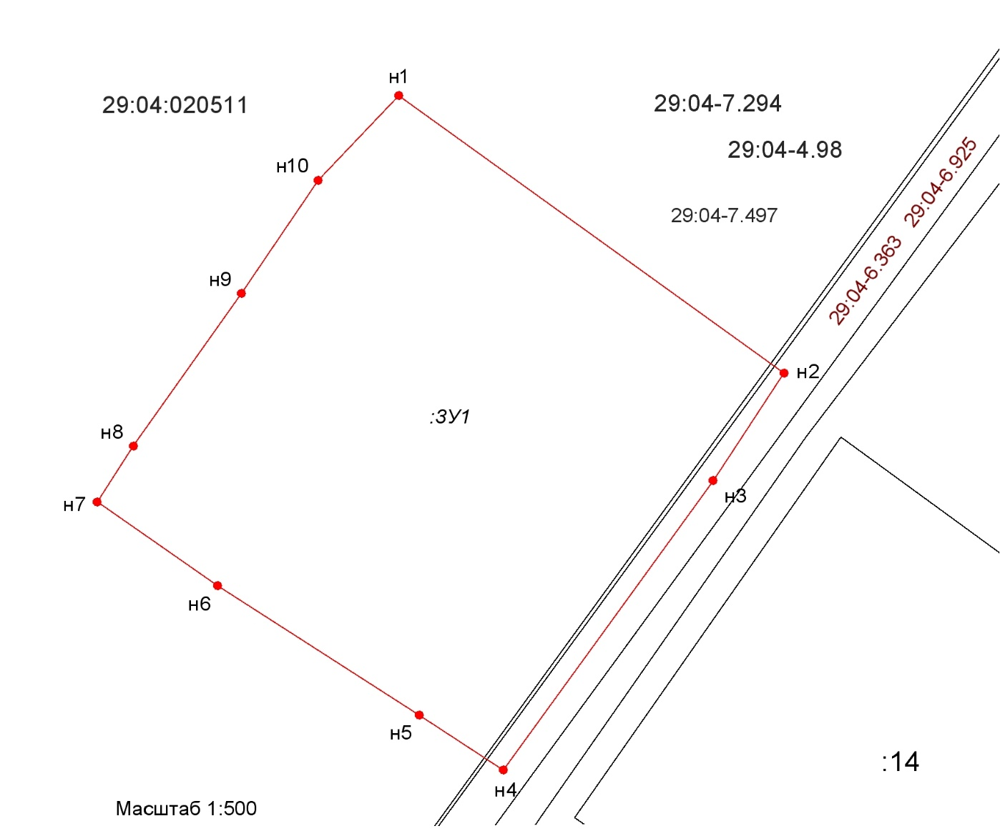 н1
29:04:020511
29:04-7.294
29:04-4.98
н10
29:04-6.925
29:04-7.497
29:04-6.363
н9
н2
:ЗУ1
н8
н3
н7
н6
н5
:14
н4
Масштаб 1:500